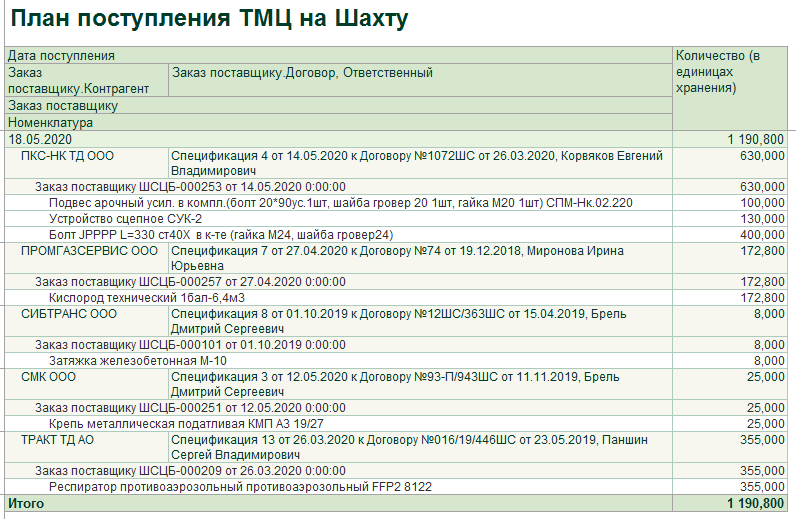 План поступления ТМЦ на Шахту
Дата поступления
Количество (в
единицах
хранения)
Заказ
поставщику.Контрагент
Заказ поставщику.Договор, Ответственный
Заказ поставщику
Номенклатура
18.05.2020 1 190,800
ПКС-НК ТД ООО
Спецификация 4 от 14.05.2020 к Договору №1072ШС от 26.03.2020, Корвяков Евгений
Владимирович
630,000
Заказ поставщику ШСЦБ-000253 от 14.05.2020 0:00:00 630,000
Подвес арочный усил. в компл.(болт 20*90ус.1шт, шайба гровер 20 1шт, гайка М20 1шт) СПМ-Нк.02.220 100,000
Устройство сцепное СУК-2 130,000
Болт JPPPP L=330 ст40Х в к-те (гайка М24, шайба гровер24) 400,000
ПРОМГАЗСЕРВИС ООО
Спецификация 7 от 27.04.2020 к Договору №74 от 19.12.2018, Миронова Ирина
Юрьевна
172,800
Заказ поставщику ШСЦБ-000257 от 27.04.2020 0:00:00 172,800
Кислород технический 1бал-6,4м3 172,800
СИБТРАНС ООО
Спецификация 8 от 01.10.2019 к Договору №12ШС/363ШС от 15.04.2019, Брель
Дмитрий Сергеевич
8,000
Заказ поставщику ШСЦБ-000101 от 01.10.2019 0:00:00 8,000
Затяжка железобетонная М-10 8,000
СМК ООО
Спецификация 3 от 12.05.2020 к Договору №93-П/943ШС от 11.11.2019, Брель
Дмитрий Сергеевич
25,000
Заказ поставщику ШСЦБ-000251 от 12.05.2020 0:00:00 25,000
Крепь металлическая податливая КМП А3 19/27 25,000
ТРАКТ ТД АО
Спецификация 13 от 26.03.2020 к Договору №016/19/446ШС от 23.05.2019, Паншин
Сергей Владимирович
355,000
Заказ поставщику ШСЦБ-000209 от 26.03.2020 0:00:00 355,000
Респиратор противоаэрозольный противоаэрозольный FFP2 8122 355,000
Итого 1 190,800